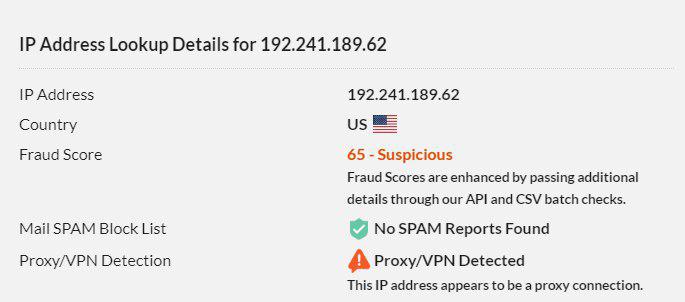 IP Address Lookup Details for 192.241.189.62
IP Address 192.241.189.62
Country US
Fraud Score 65 - Suspicious
Fraud Scores are enhanced by passing additional
details through our API and CSV batch checks.
Mail SPAM Block List No SPAM Reports Found
Proxy/VPN Detection Proxy/VPN Detected
This IP address appears to be a proxy connection.